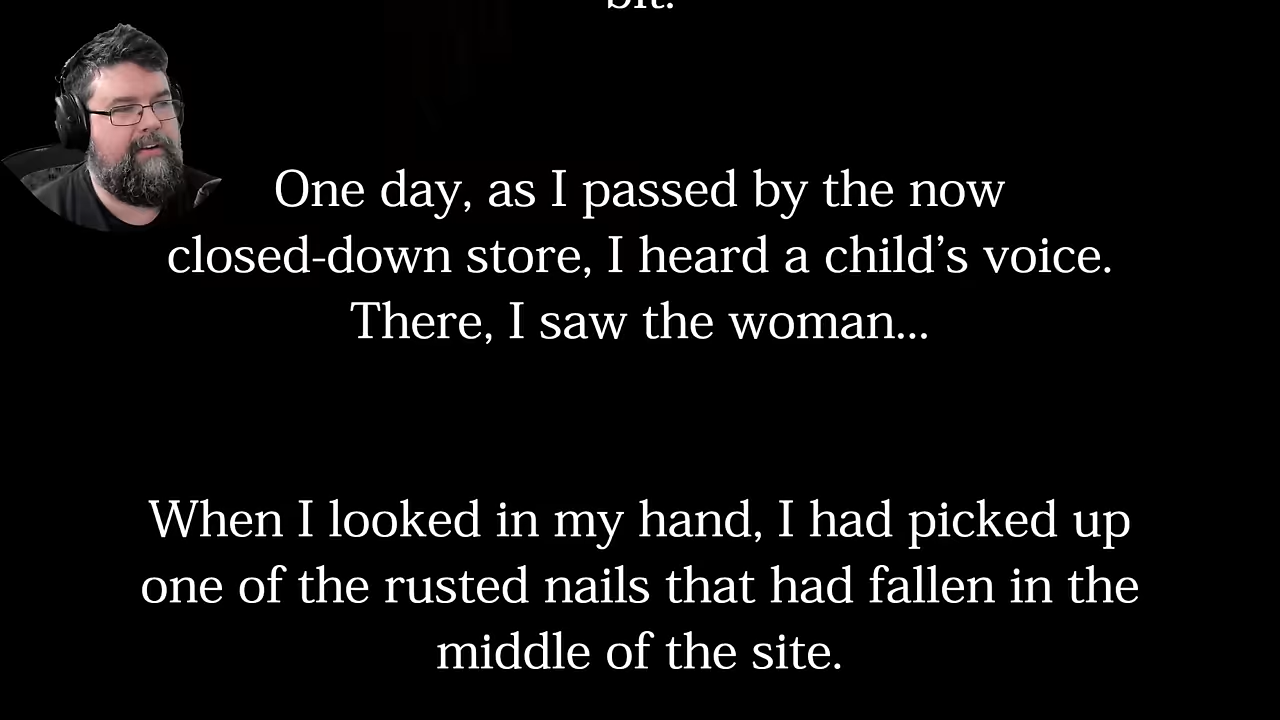 bit.
One day, as I passed by the now
closed-down store, I heard a child’s voice.
There, I saw the woman...
When I looked in my hand, I had picked up
one of the rusted nails that had fallen in the
middle of the site.